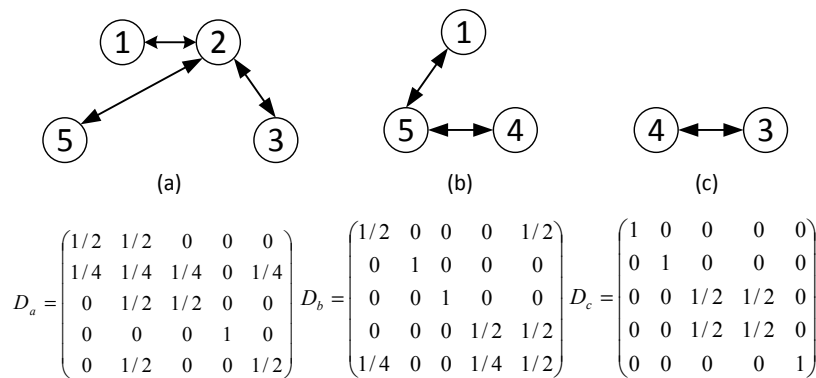 1 2
5 3
(a)
1
5 4
(b)
4 3
(c)
D_a = (1/2 1/2 0 0 0
1/4 1/4 1/4 0 1/4
0 1/2 1/2 0 0
0 0 0 1 0
0 1/2 0 0 1/2)
D_b = (1/2 0 0 0 1/2
0 1 0 0 0
0 0 1 0 0
0 0 0 1/2 1/2
1/4 0 0 1/4 1/2)
D_c = (1 0 0 0 0
0 1 0 0 0
0 0 1/2 1/2 0
0 0 1/2 1/2 0
0 0 0 0 1)